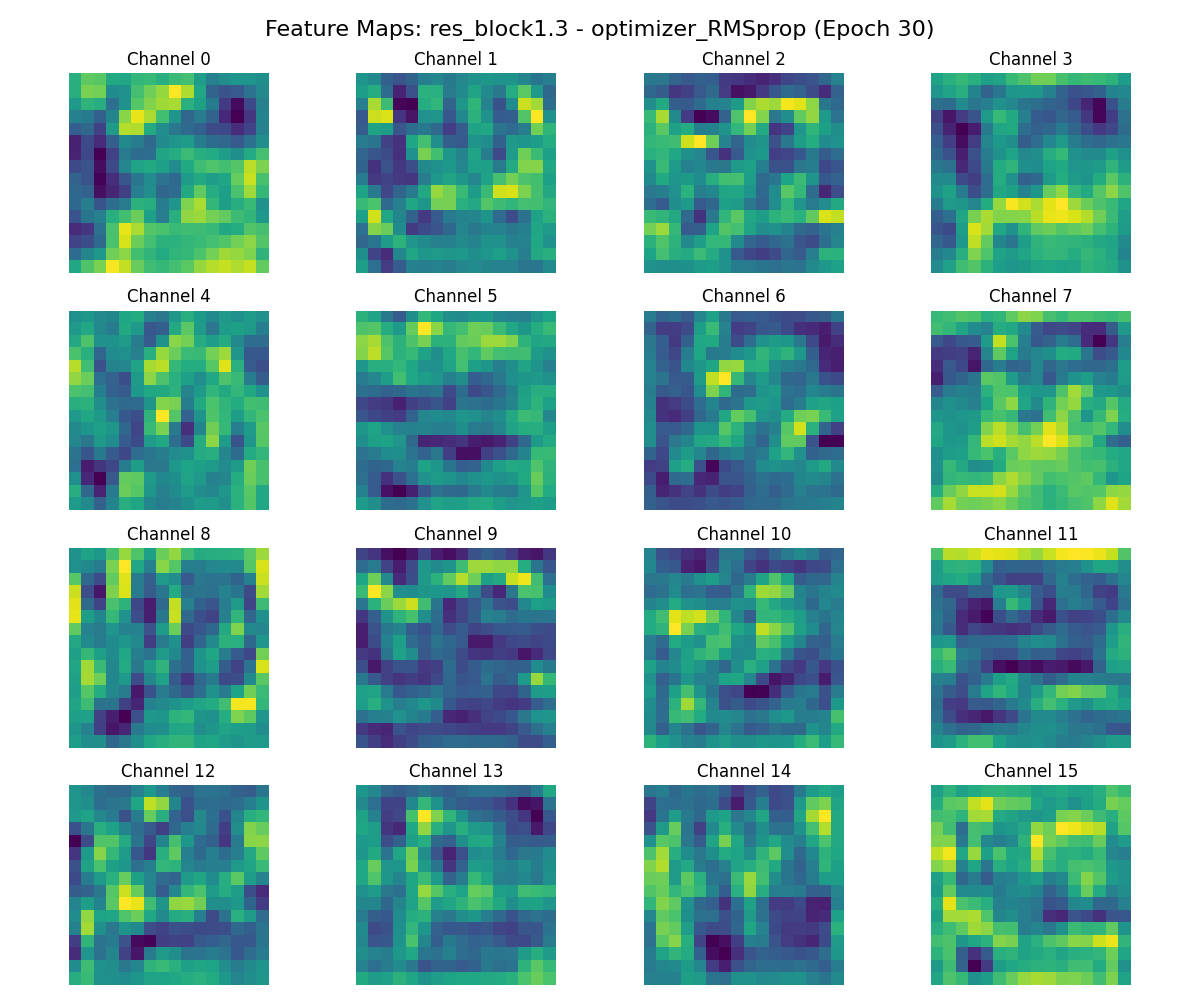 Feature Maps: res_block1.3 - optimizer_RMSprop (Epoch 30)
Channel 0
Channel 1
Channel 2
Channel 3
Channel 4
Channel 5
Channel 6
Channel 7
Channel 8
Channel 9
Channel 10
Channel 11
Channel 12
Channel 13
Channel 14
Channel 15